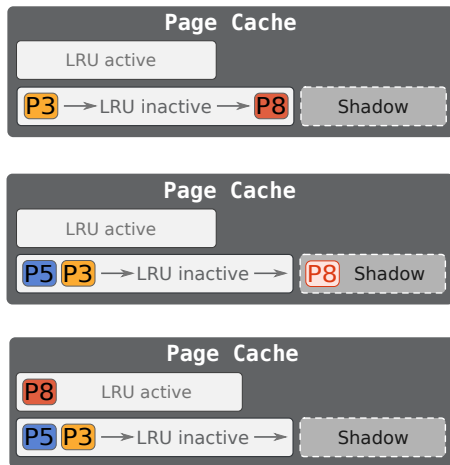 Page Cache
LRU active
P3 LRU inactive P8 Shadow
Page Cache
LRU active
P5 P3 LRU inactive P8 Shadow
Page Cache
P8 LRU active
P5 P3 LRU inactive Shadow